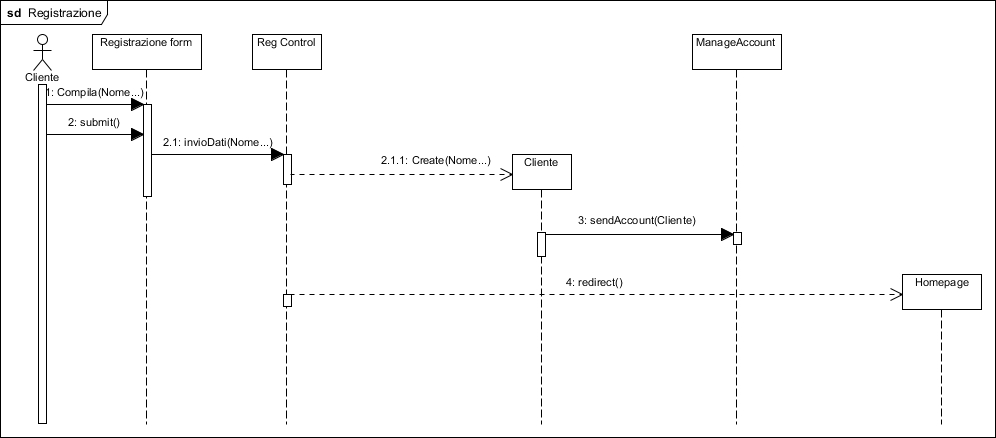 sd Registrazione
Registrazione form
Reg Control
ManageAccount
Cliente
1: Compila(Nome...)
2: submit()
2.1: invioDati(Nome...)
2.1.1: Create(Nome...)
Cliente
3: sendAccount(Cliente)
4: redirect()
Homepage